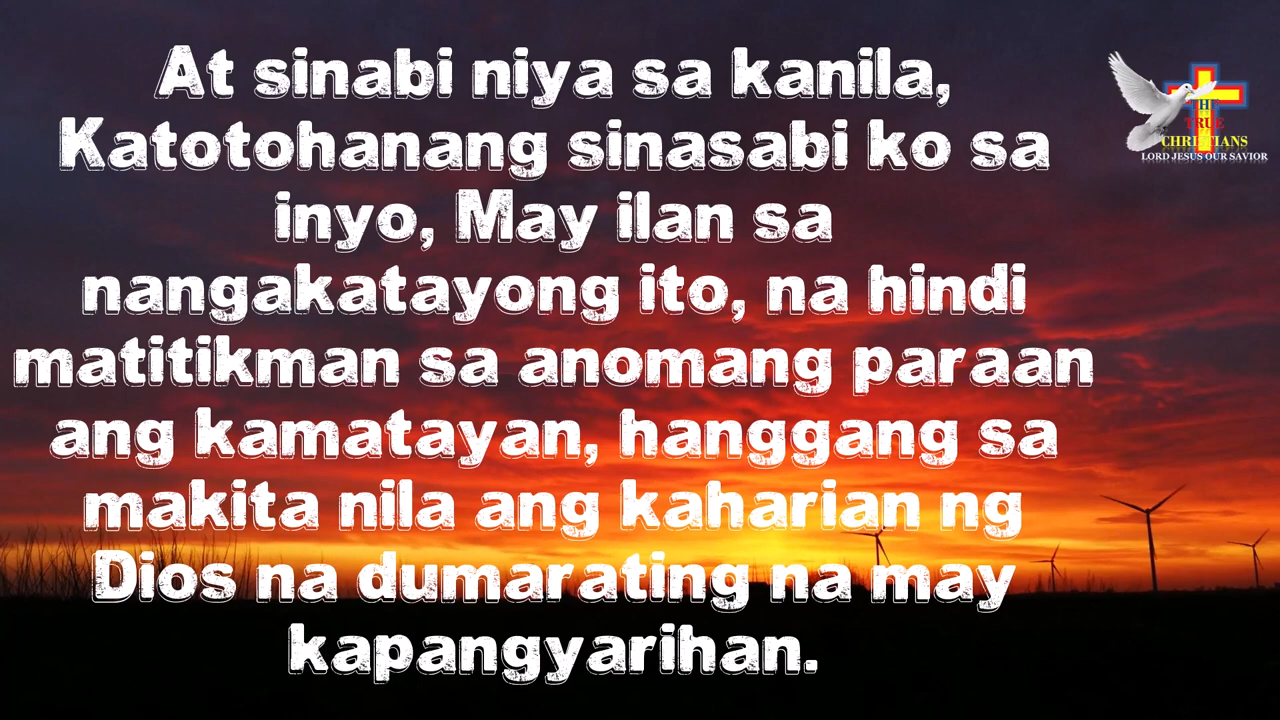 At sinabi niya sa kanila,
Katotohanang sinasabi ko sa
inyo, May ilan sa
nangakatayong ito, na hindi
matitikman sa anomang paraan
ang kamatayan, hanggang sa
makita nila ang kaharian ng
Dios na dumarating na may
kapangyarihan.
THE
TRUE
CHRISTIANS
LORD JESUS OUR SAVIOR